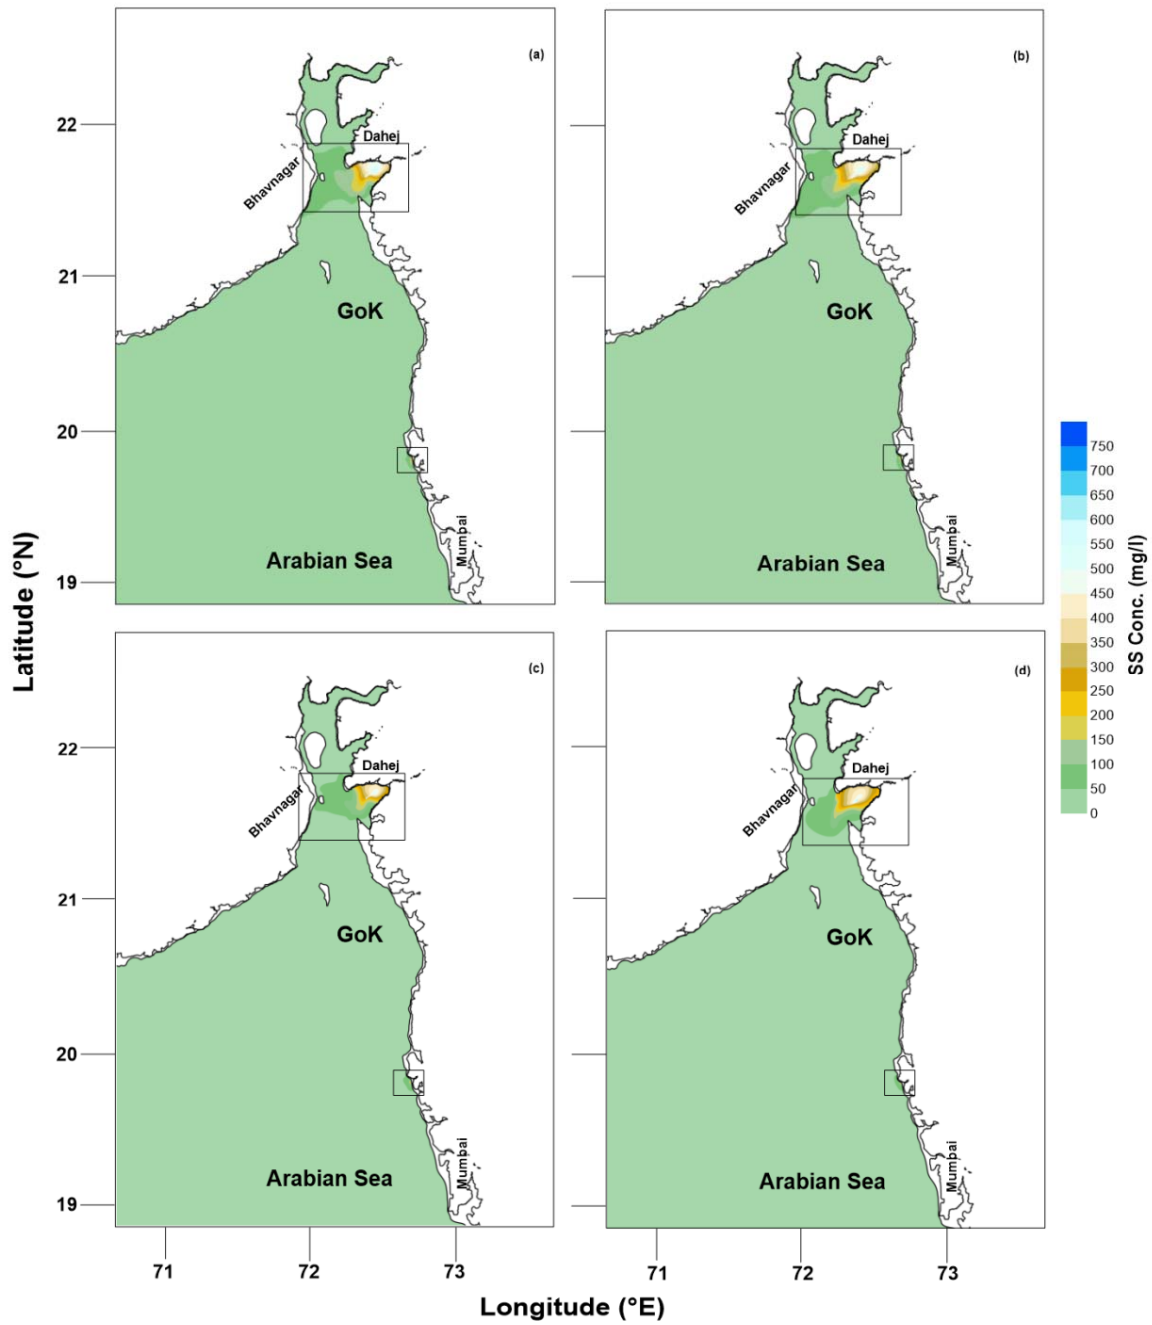 (a)
22
Dahej
Bhavnagar
21
GoK
20
Arabian Sea
Mumbai
19
(b)
Dahej
Bhavnagar
GoK
Arabian Sea
Mumbai
(c)
22
Dahej
Bhavnagar
21
GoK
20
Arabian Sea
Mumbai
19
71
72
73
(d)
Dahej
Bhavnagar
GoK
Arabian Sea
Mumbai
71
72
73
750
700
650
600
550
500
450
400
350
300
250
200
150
100
50
0
SS Conc. (mg/l)
Latitude (°N)
Longitude (°E)